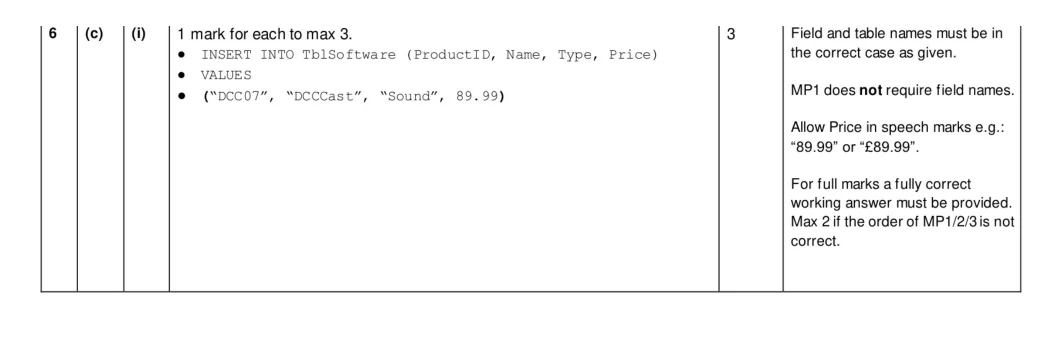 6 (c) (i) 1 mark for each to max 3. 3 Field and table names must be in
● INSERT INTO TblSoftware (ProductID, Name, Type, Price) the correct case as given.
● VALUES
● (“DCC07”, “DCCCast”, “Sound”, 89.99) MP1 does not require field names.
Allow Price in speech marks e.g.:
“89.99” or “£89.99”.
For full marks a fully correct
working answer must be provided.
Max 2 if the order of MP1/2/3 is not
correct.